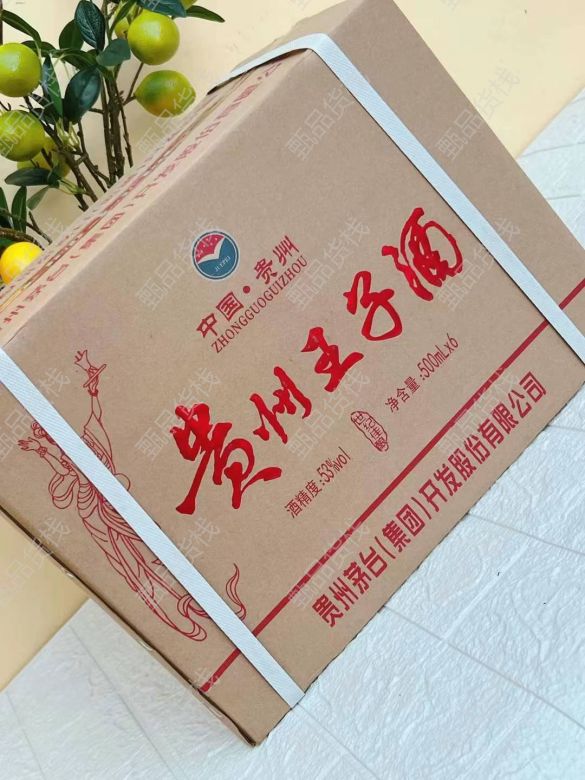 JIUPEI
中国·贵州
ZHONGGUOGUIZHOU
贵州王子酒
酒精度:53%vol
净含量:500mL×6
贵州茅台(集团)开发股份有限公司
甄品货栈